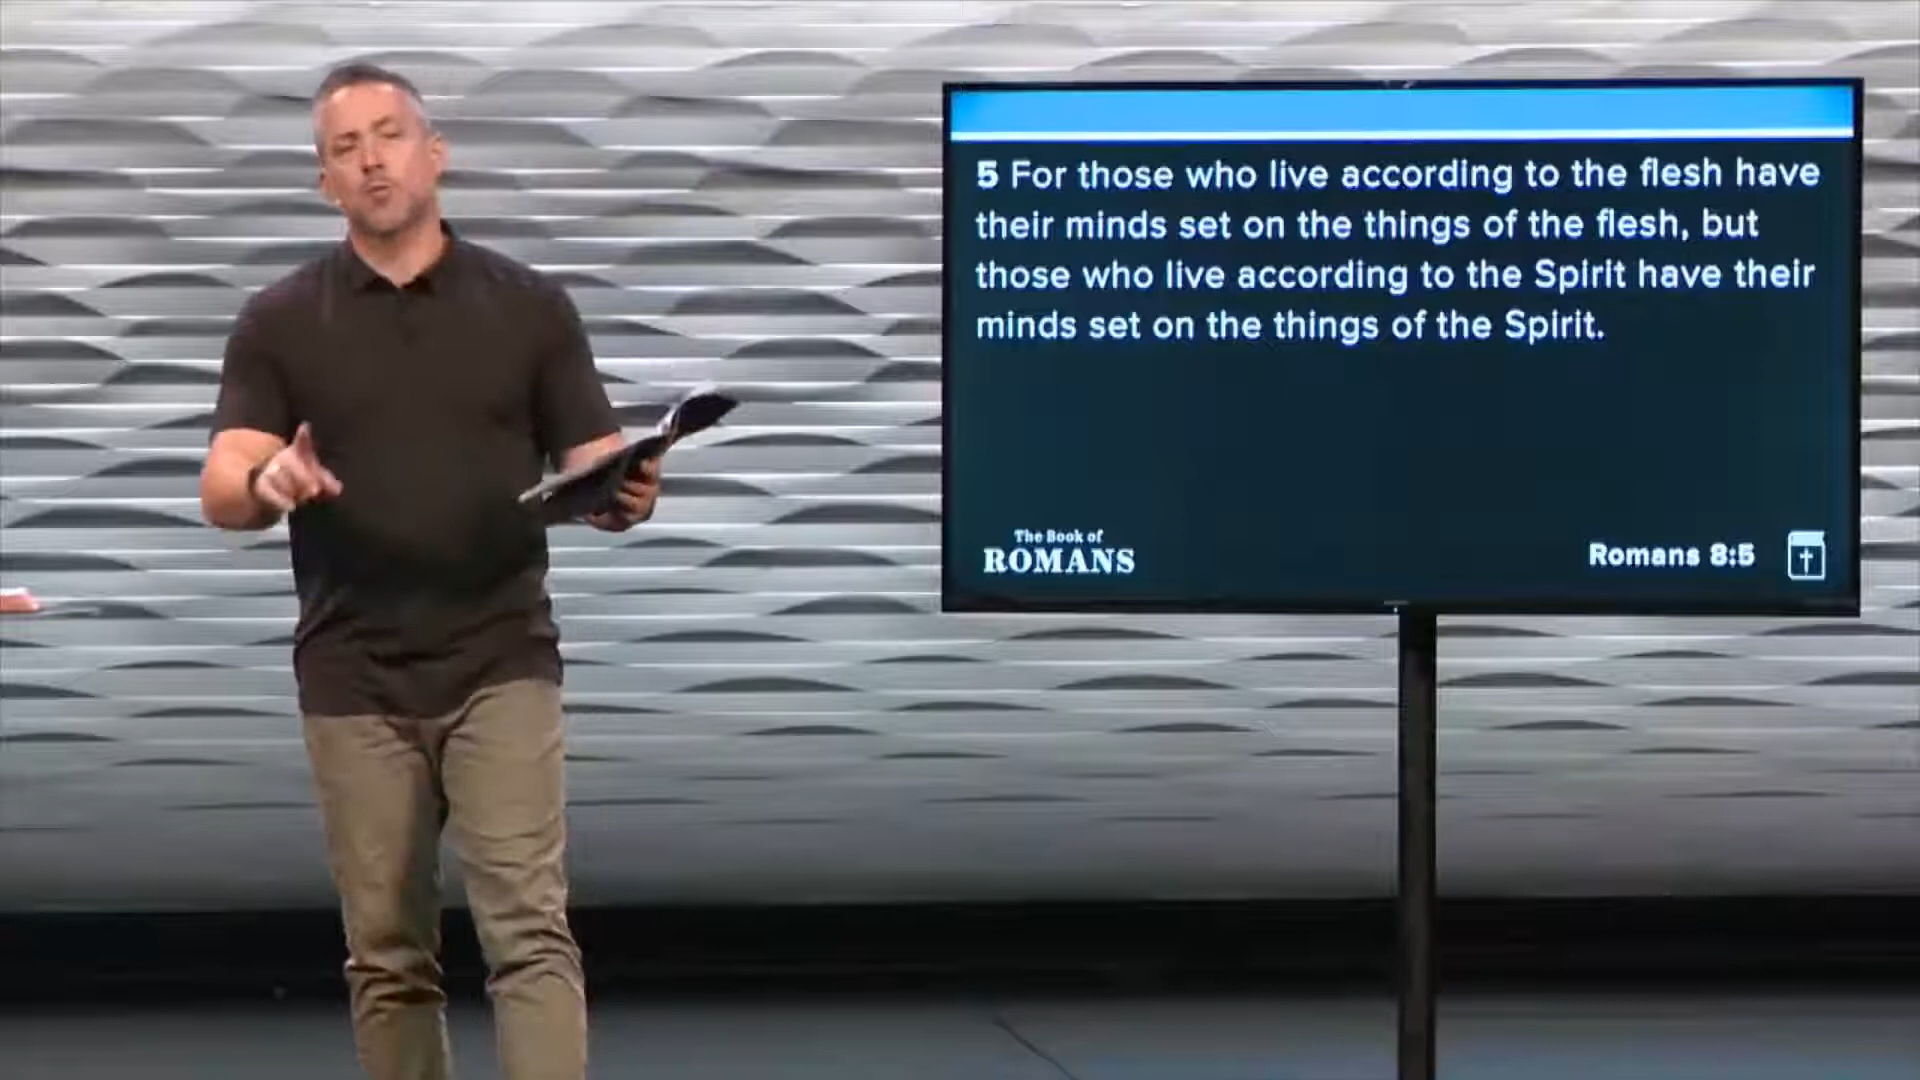 5 For those who live according to the flesh have
their minds set on the things of the flesh, but
those who live according to the Spirit have their
minds set on the things of the Spirit.
The Book of
ROMANS
Romans 8:5